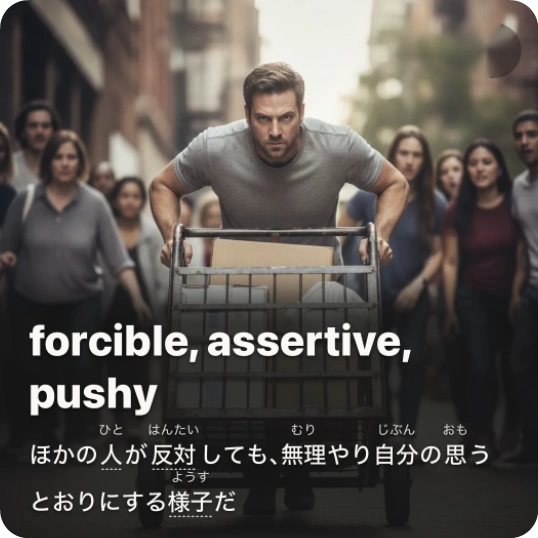 forcible, assertive,
pushy
ひと はんたい むり じぶん おも
ほかの人が反対しても、無理やり自分の思う
ようす
とおりにする様子だ